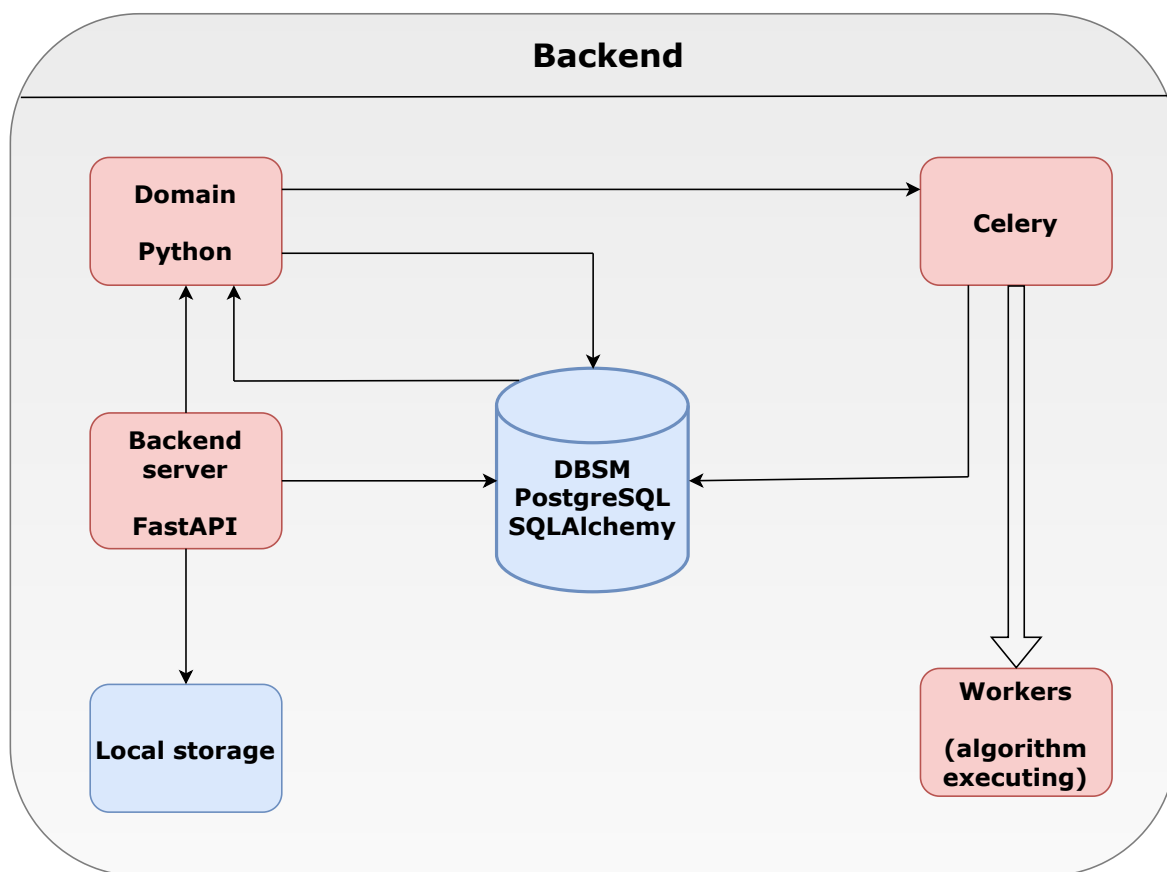 Backend
Domain
Python
Celery
Backend
server
FastAPI
DBSM
PostgreSQL
SQLAlchemy
Local storage
Workers
(algorithm
executing)